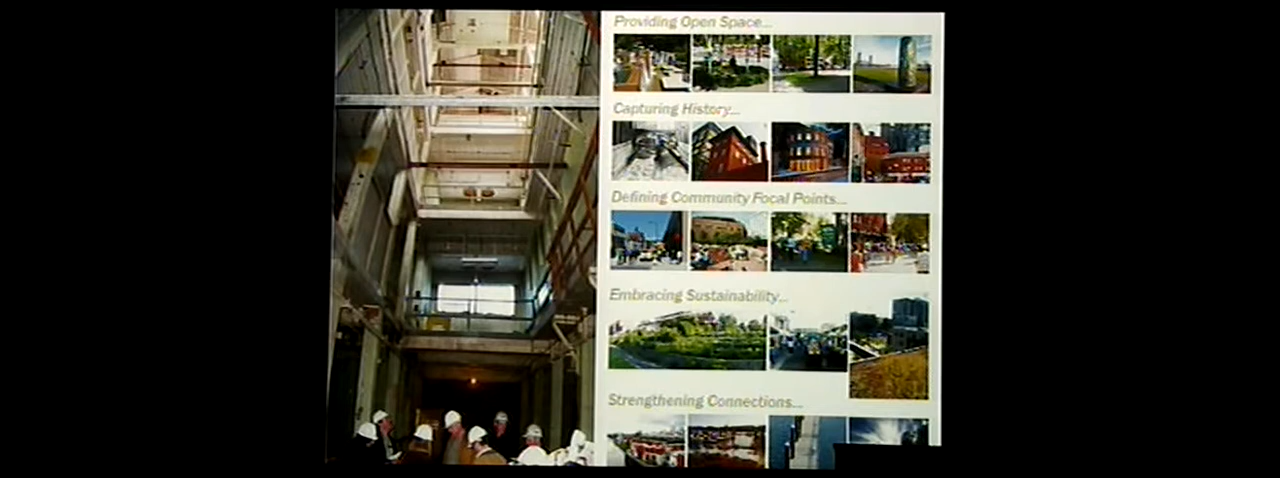 Providing Open Space...
Capturing History...
Defining Community Focal Points...
Embracing Sustainability...
Strengthening Connections...